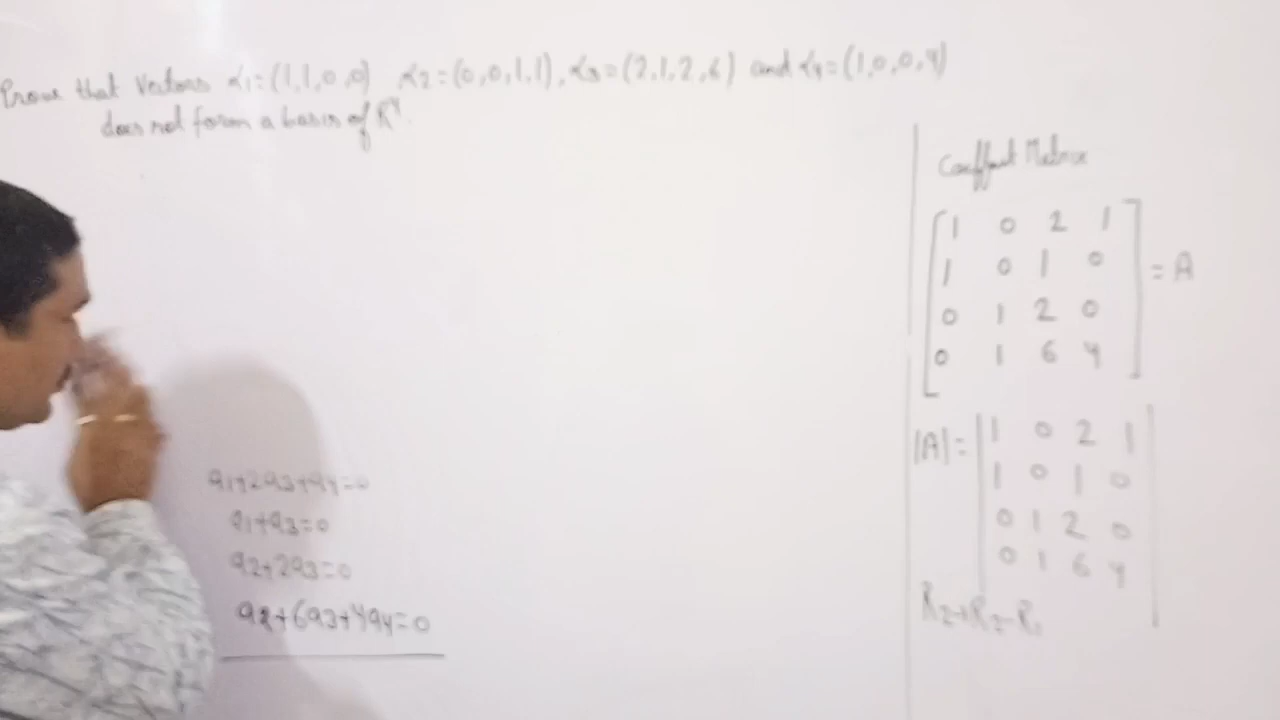 Prove that Vectors α1=(1,1,0,0) α2=(0,0,1,1), α3=(2,1,2,6) and α4=(1,0,0,4)
does not form a basis of R⁴.
a1+2a3+a4=0
a1+a3=0
a2+2a3=0
a2+6a3+4a4=0
Matrix
1 0 2 1
1 0 1 0 = A
0 1 2 0
0 1 6 4
|A|= 1 0 2 1
1 0 1 0
0 1 2 0
0 1 6 4
R2→R2-R1